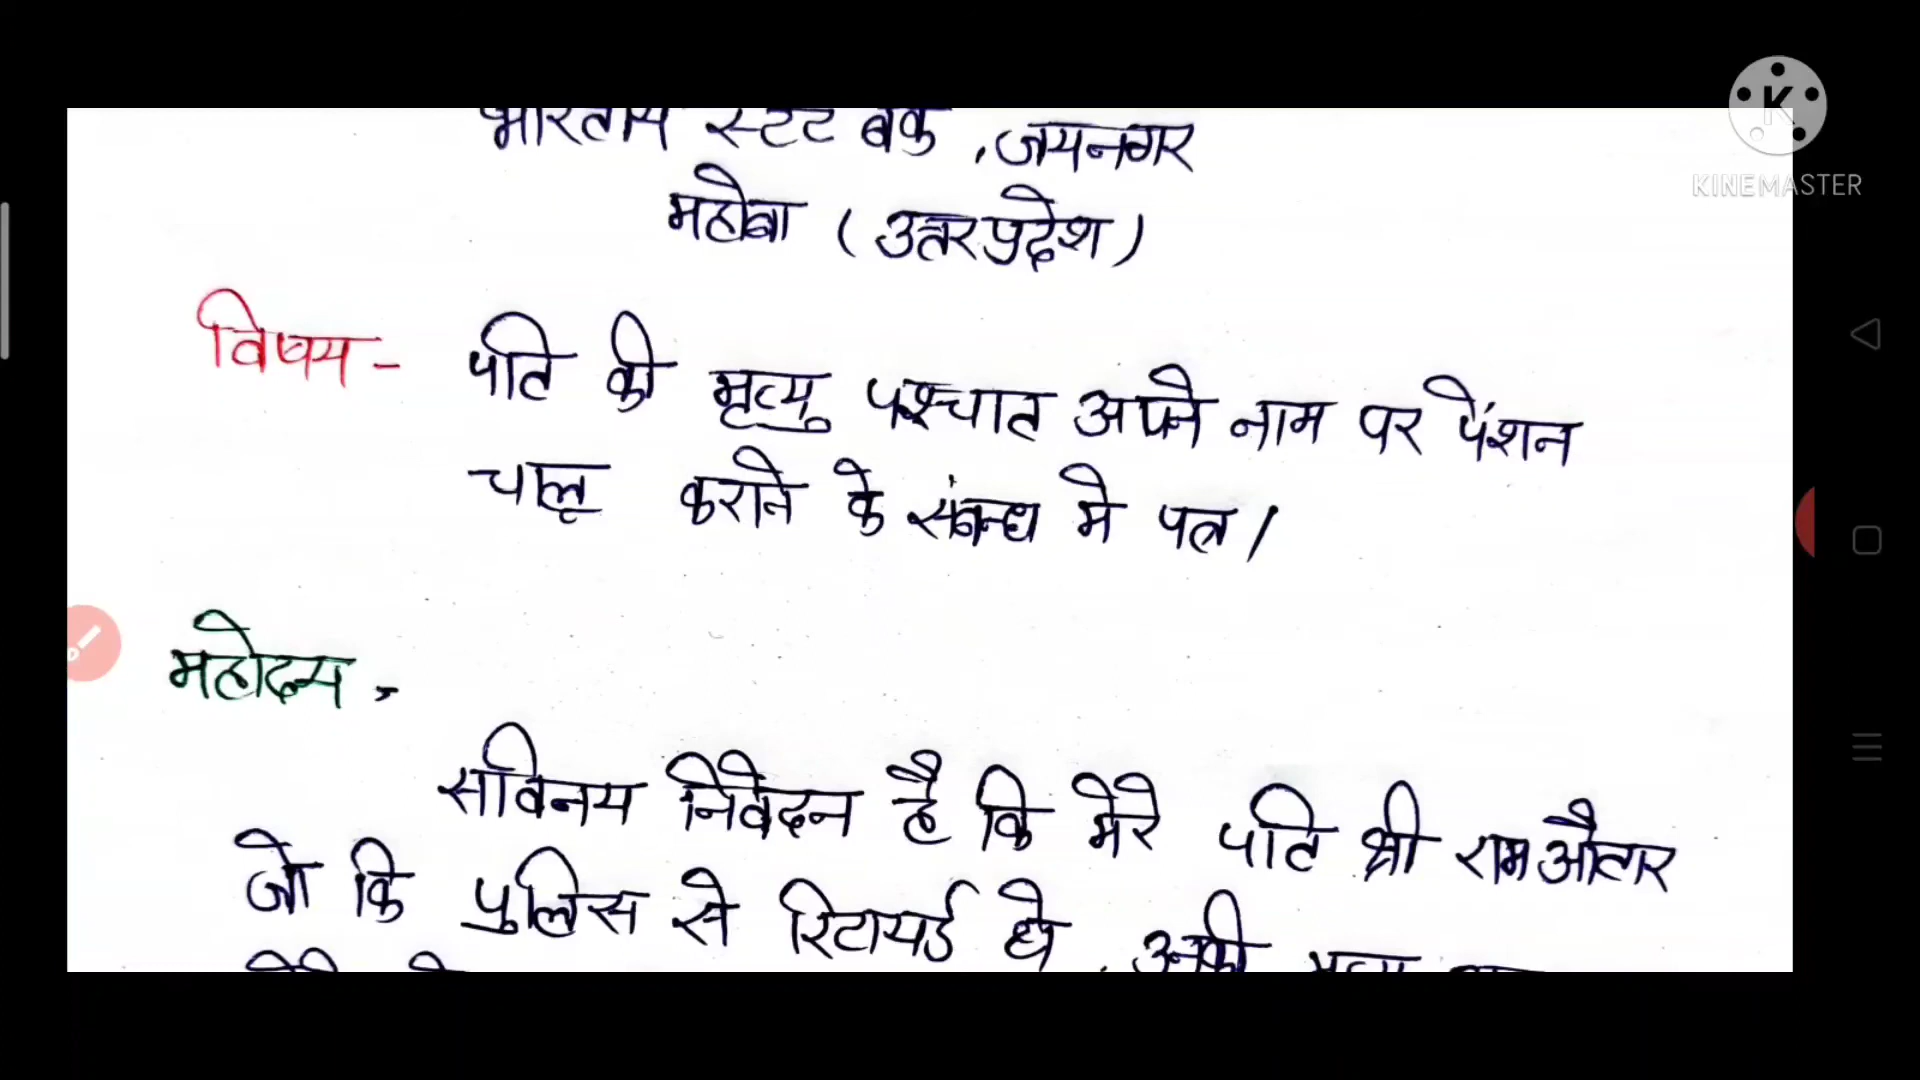 भारतीय स्टेट बैंक, जयनगर
महोबा (उत्तरप्रदेश)
विषय - पति की मृत्यु पश्चात अपने नाम पर पेंशन
चालू कराने के संबन्ध मे पत्र।
महोदय,
सविनय निवेदन है कि मेरे पति श्री रामऔतार
जो कि पुलिस से रिटायर्ड थे, उनकी
K
KINEMASTER